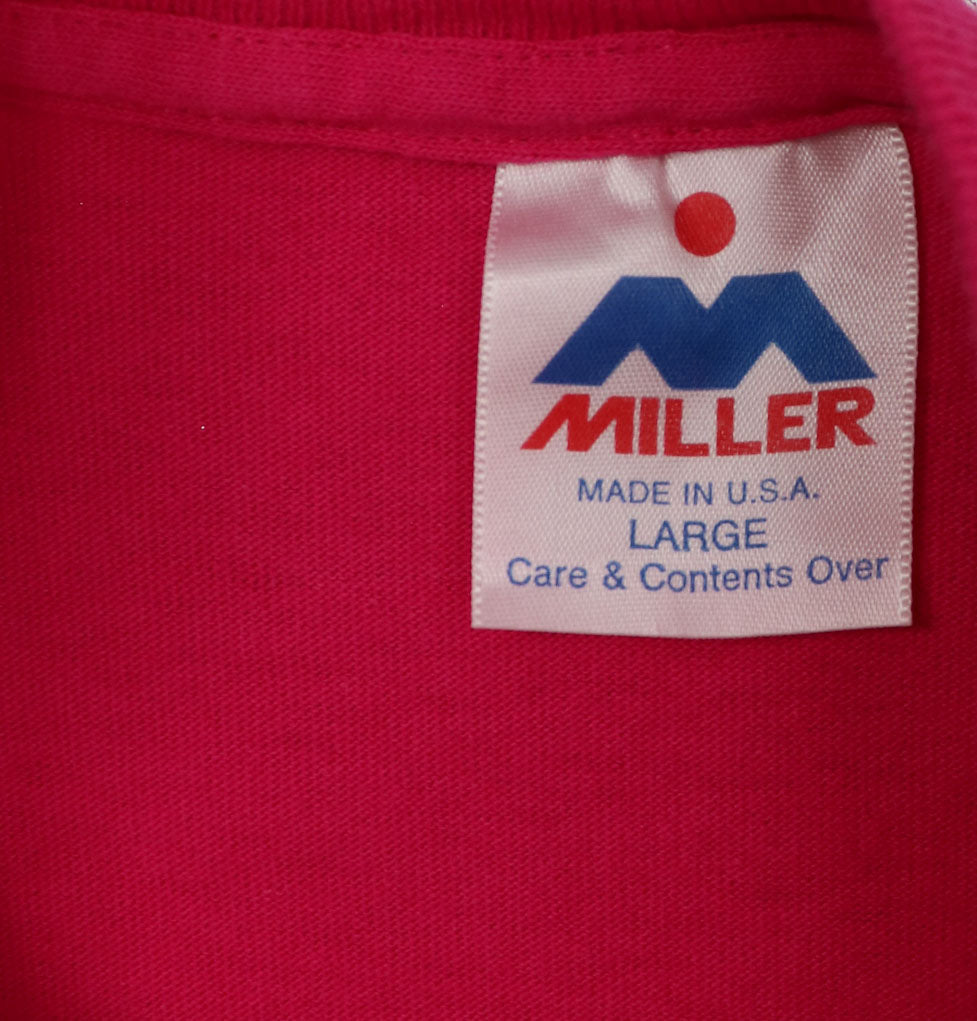 MILLER
MADE IN U.S.A.
LARGE
Care & Contents Over